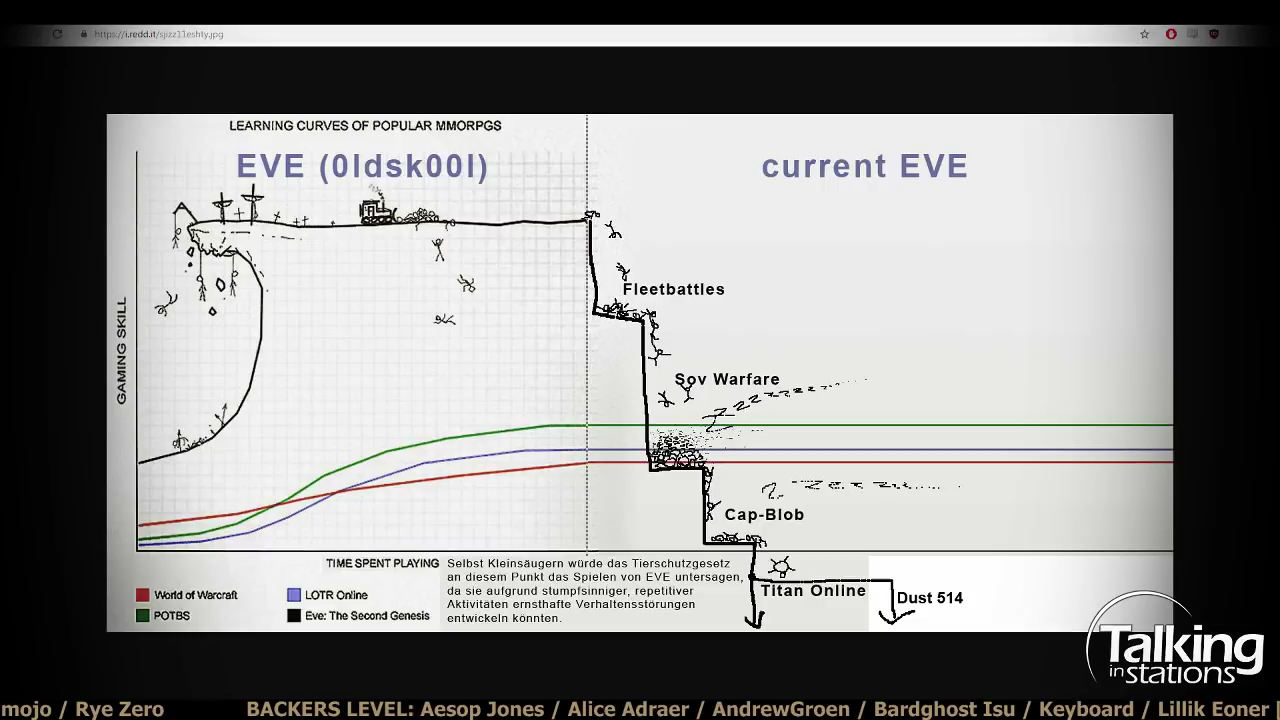 https://i.redd.it/sjizz11eshty.jpg
LEARNING CURVES OF POPULAR MMORPGS
EVE (0ldsk00l)
current EVE
GAMING SKILL
Fleetbattles
Sov Warfare
Cap-Blob
Titan Online
Dust 514
TIME SPENT PLAYING
World of Warcraft
LOTR Online
POTBS
Eve: The Second Genesis
Selbst Kleinsäugern würde das Tierschutzgesetz
an diesem Punkt das Spielen von EVE untersagen,
da sie aufgrund stumpfsinniger, repetitiver
Aktivitäten ernsthafte Verhaltensstörungen
entwickeln könnten.
Talking
in stations
mojo / Rye Zero BACKERS LEVEL: Aesop Jones / Alice Adraer / AndrewGroen / Bardghost Isu / Keyboard / Lillik Eoner